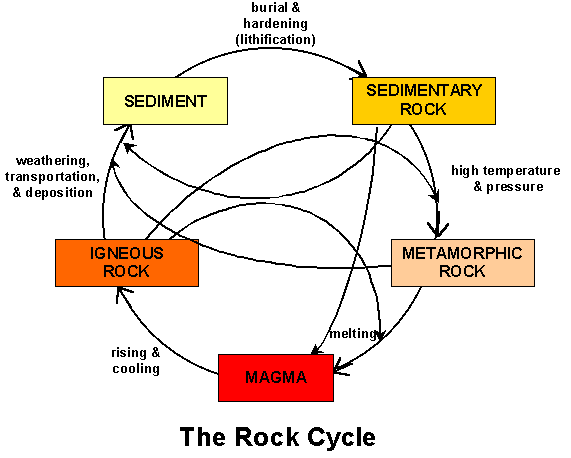 burial &
hardening
(lithification)
SEDIMENT
SEDIMENTARY
ROCK
weathering,
transportation,
& deposition
high temperature
& pressure
IGNEOUS
ROCK
METAMORPHIC
ROCK
melting
rising &
cooling
MAGMA
The Rock Cycle